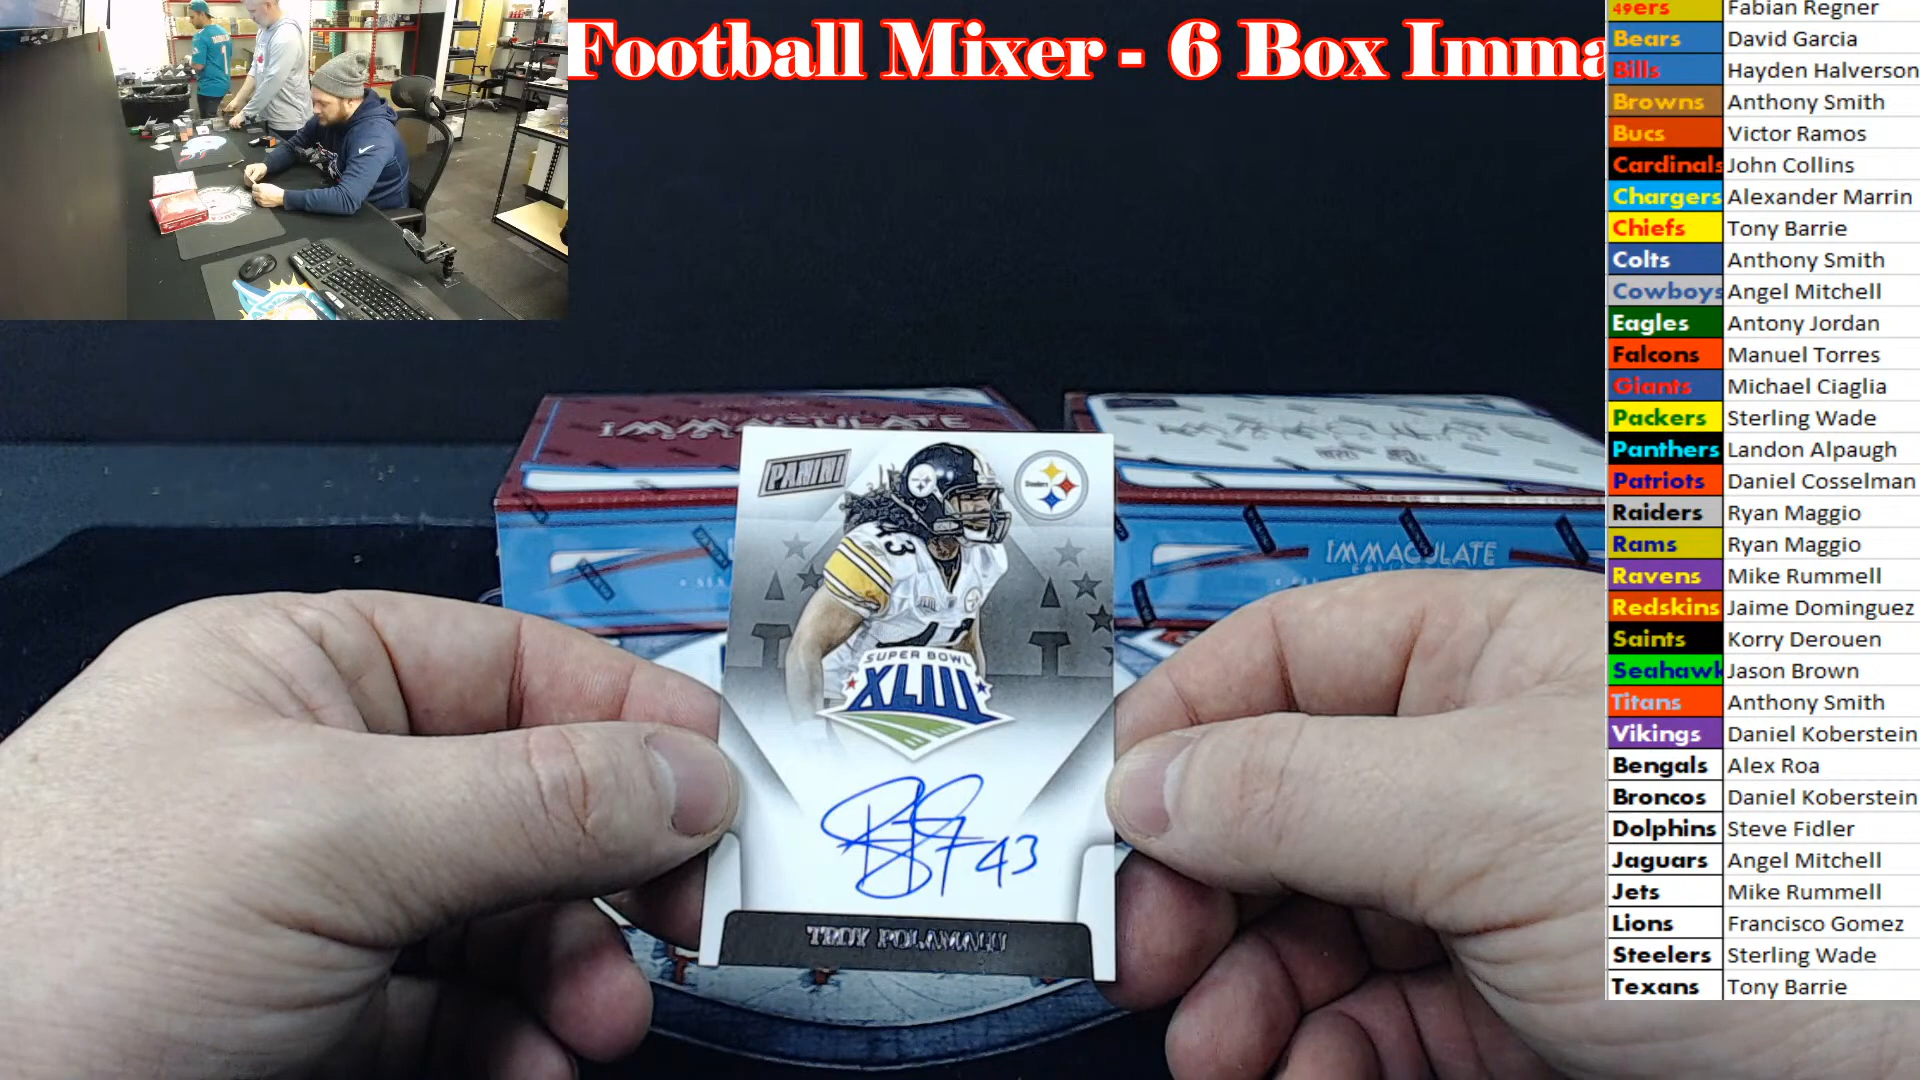 Football Mixer - 6 Box Imma
49ers Fabian Regner
Bears David Garcia
Bills Hayden Halverson
Browns Anthony Smith
Bucs Victor Ramos
Cardinals John Collins
Chargers Alexander Marrin
Chiefs Tony Barrie
Colts Anthony Smith
Cowboys Angel Mitchell
Eagles Antony Jordan
Falcons Manuel Torres
Giants Michael Ciaglia
Packers Sterling Wade
Panthers Landon Alpaugh
Patriots Daniel Cosselman
Raiders Ryan Maggio
Rams Ryan Maggio
Ravens Mike Rummell
Redskins Jaime Dominguez
Saints Korry Derouen
Seahawk Jason Brown
Titans Anthony Smith
Vikings Daniel Koberstein
Bengals Alex Roa
Broncos Daniel Koberstein
Dolphins Steve Fidler
Jaguars Angel Mitchell
Jets Mike Rummell
Lions Francisco Gomez
Steelers Sterling Wade
Texans Tony Barrie
IMMACULATE
IMMACULATE
IMMACULATE
PANINI
Steelers
43
SUPER BOWL
XLIII
43
TROY POLAMALU